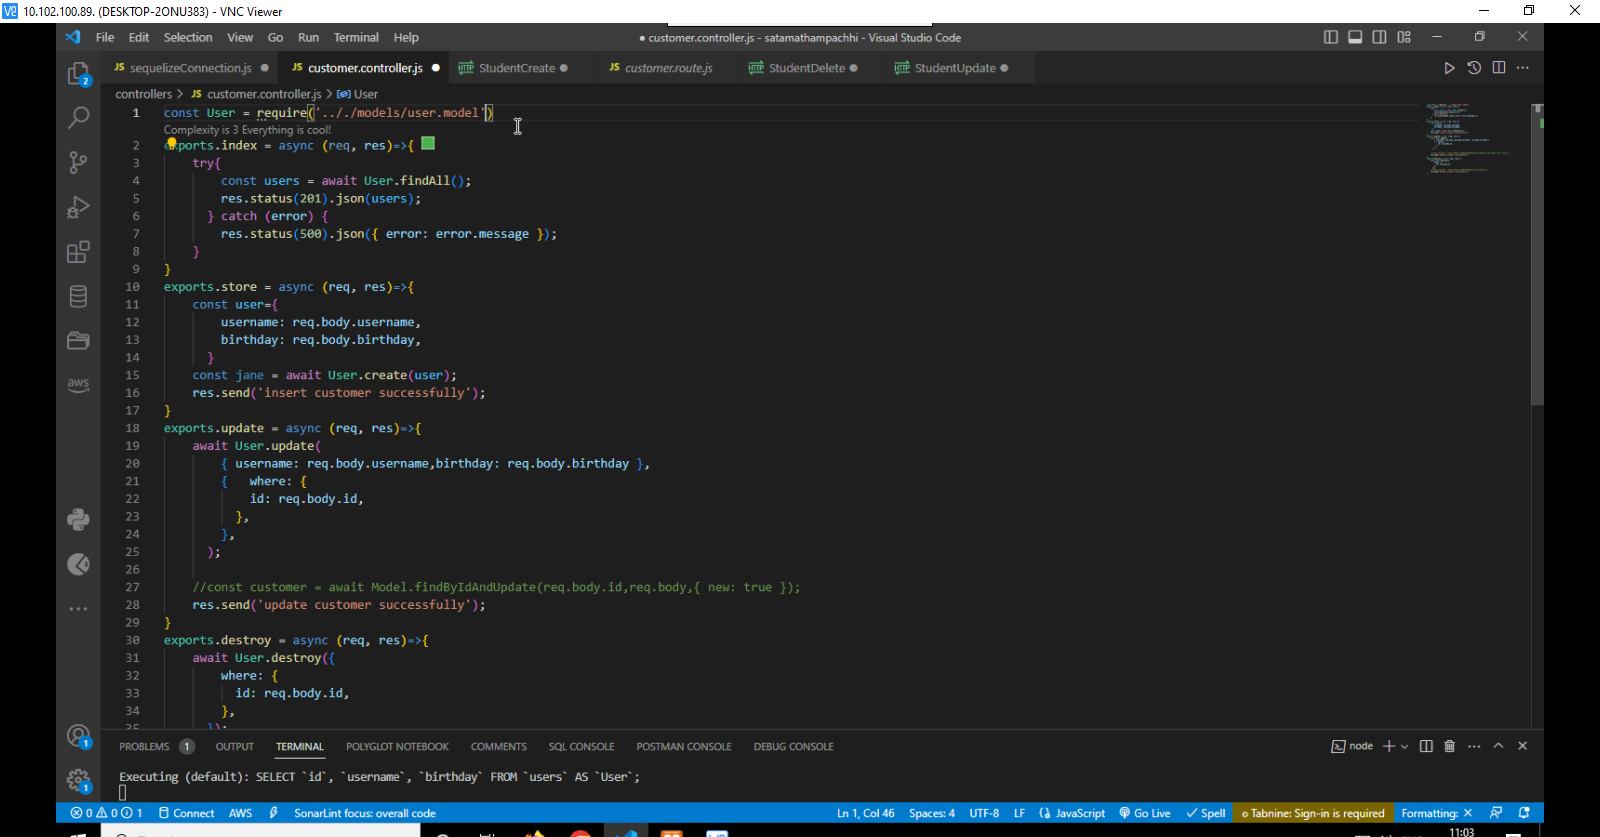 10.102.100.89. (DESKTOP-2ONU383) - VNC Viewer
File Edit Selection View Go Run Terminal Help
● customer.controller.js - satamathampachhi - Visual Studio Code
JS sequelizeConnection.js ● JS customer.controller.js ● HTTP StudentCreate ● JS customer.route.js HTTP StudentDelete ● HTTP StudentUpdate ●
controllers > JS customer.controller.js > User
1 const User = require('.././models/user.model')
Complexity is 3 Everything is cool!
2 exports.index = async (req, res)=>{
3 try{
4 const users = await User.findAll();
5 res.status(201).json(users);
6 } catch (error) {
7 res.status(500).json({ error: error.message });
8 }
9 }
10 exports.store = async (req, res)=>{
11 const user={
12 username: req.body.username,
13 birthday: req.body.birthday,
14 }
15 const jane = await User.create(user);
16 res.send('insert customer successfully');
17 }
18 exports.update = async (req, res)=>{
19 await User.update(
20 { username: req.body.username,birthday: req.body.birthday },
21 { where: {
22 id: req.body.id,
23 },
24 },
25 );
26
27 //const customer = await Model.findByIdAndUpdate(req.body.id,req.body,{ new: true });
28 res.send('update customer successfully');
29 }
30 exports.destroy = async (req, res)=>{
31 await User.destroy({
32 where: {
33 id: req.body.id,
34 },
35 });
aws
PROBLEMS 1 OUTPUT TERMINAL POLYGLOT NOTEBOOK COMMENTS SQL CONSOLE POSTMAN CONSOLE DEBUG CONSOLE node
Executing (default): SELECT `id`, `username`, `birthday` FROM `users` AS `User`;
0 0 1 Connect AWS SonarLint focus: overall code Ln 1, Col 46 Spaces: 4 UTF-8 LF {} JavaScript Go Live Spell Tabnine: Sign-in is required Formatting: ×
11:03